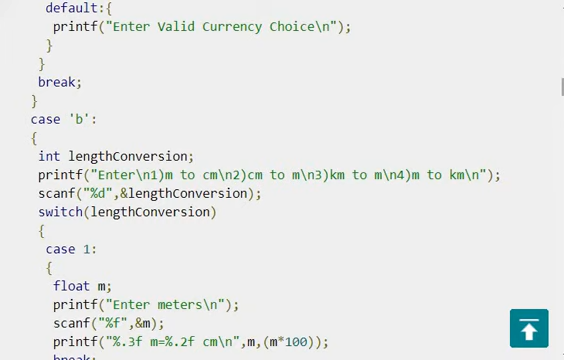 default:{
printf("Enter Valid Currency Choice\n");
}
}
break;
}
case 'b':
{
int lengthConversion;
printf("Enter\n1)m to cm\n2)cm to m\n3)km to m\n4)m to km\n");
scanf("%d",&lengthConversion);
switch(lengthConversion)
{
case 1:
{
float m;
printf("Enter meters\n");
scanf("%f",&m);
printf("%.3f m=%.2f cm\n",m,(m*100));
break;